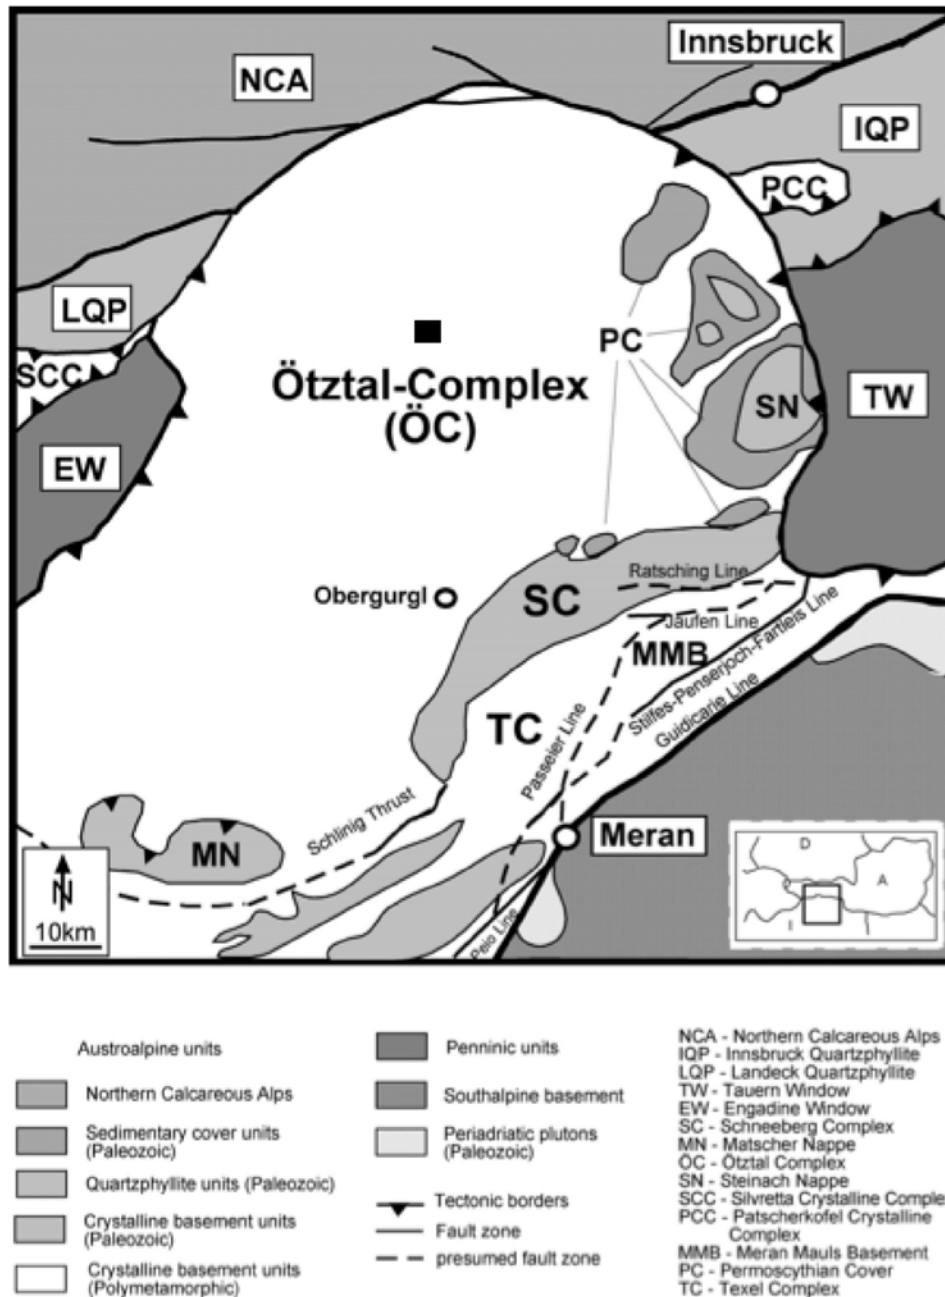 Innsbruck
NCA
IQP
PCC
LQP
PC
SCC
Ötztal-Complex
(ÖC)
SN
TW
EW
Ratsching Line
Obergurgl
SC
Jaufen Line
MMB
Stilfes-Penserjoch-Fartleis Line
Guidicarie Line
TC
Passeier Line
Schlinig Thrust
Meran
MN
D
A
I
N
10km
Peio Line
Austroalpine units
Northern Calcareous Alps
Sedimentary cover units
(Paleozoic)
Quartzphyllite units (Paleozoic)
Crystalline basement units
(Paleozoic)
Crystalline basement units
(Polymetamorphic)
Penninic units
Southalpine basement
Periadriatic plutons
(Paleozoic)
Tectonic borders
Fault zone
presumed fault zone
NCA - Northern Calcareous Alps
IQP - Innsbruck Quartzphyllite
LQP - Landeck Quartzphyllite
TW - Tauern Window
EW - Engadine Window
SC - Schneeberg Complex
MN - Matscher Nappe
ÖC - Ötztal Complex
SN - Steinach Nappe
SCC - Silvretta Crystalline Comple
PCC - Patscherkofel Crystalline
Complex
MMB - Meran Mauls Basement
PC - Permoscythian Cover
TC - Texel Complex